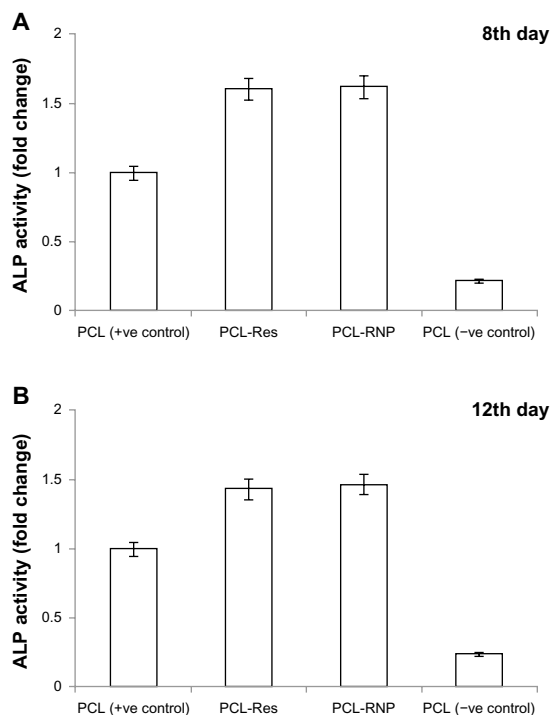 A
8th day
ALP activity (fold change)
2
1.5
1
0.5
0
PCL (+ve control) PCL-Res PCL-RNP PCL (−ve control)
B
12th day
ALP activity (fold change)
2
1.5
1
0.5
0
PCL (+ve control) PCL-Res PCL-RNP PCL (−ve control)